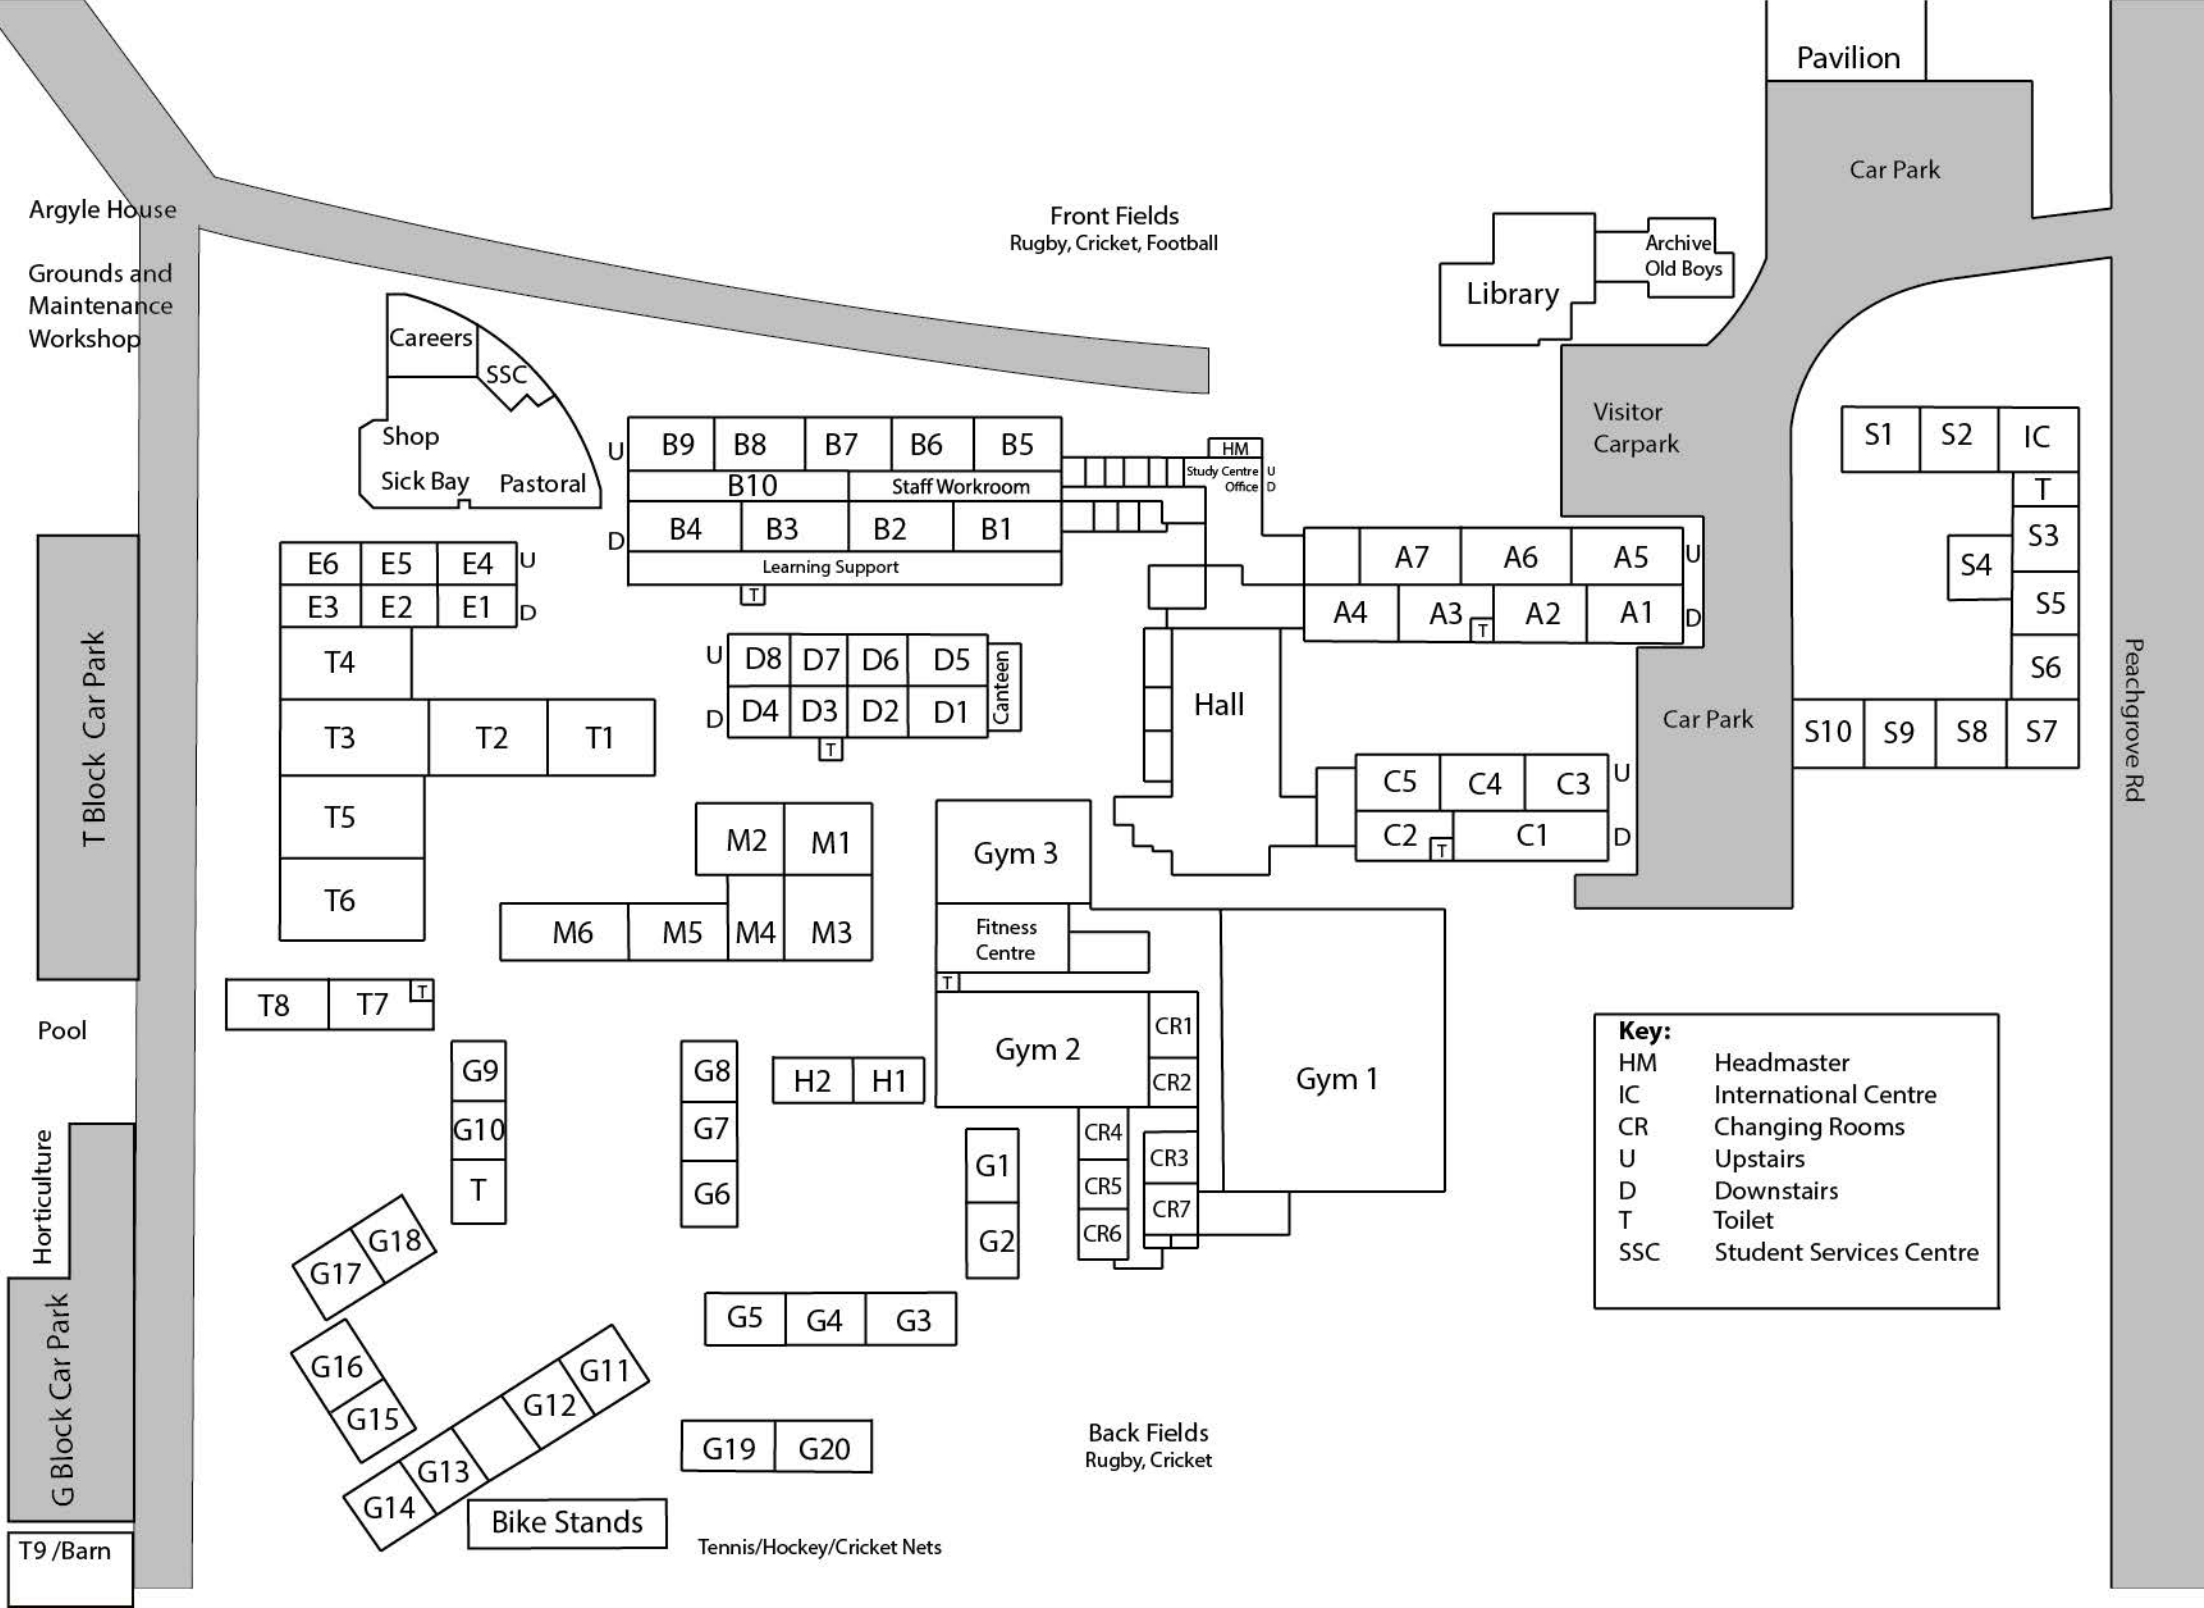 Pavilion
Car Park
Argyle House
Grounds and
Maintenance
Workshop
Front Fields
Rugby, Cricket, Football
Library
Archive
Old Boys
Careers
SSC
Shop
Sick Bay
Pastoral
Visitor
Carpark
S1
S2
IC
T
S3
S4
S5
S6
S10
S9
S8
S7
Peachgrove Rd
U
B9
B8
B7
B6
B5
B10
Staff Workroom
D
B4
B3
B2
B1
Learning Support
T
HM
Study Centre
U
Office
D
A7
A6
A5
U
A4
A3
T
A2
A1
D
E6
E5
E4
U
E3
E2
E1
D
T4
T3
T2
T1
T5
T6
T Block Car Park
U
D8
D7
D6
D5
D
D4
D3
D2
D1
Canteen
T
Hall
Car Park
C5
C4
C3
U
C2
T
C1
D
M2
M1
M6
M5
M4
M3
Gym 3
Fitness
Centre
T
Gym 2
CR1
CR2
Gym 1
CR4
CR3
CR5
CR7
CR6
T8
T7
T
Pool
G9
G10
T
G8
G7
G6
H2
H1
G1
G2
Horticulture
G Block Car Park
G18
G17
G16
G15
G5
G4
G3
G11
G12
G13
G14
G19
G20
Bike Stands
T9 /Barn
Back Fields
Rugby, Cricket
Tennis/Hockey/Cricket Nets
Key:
HM Headmaster
IC International Centre
CR Changing Rooms
U Upstairs
D Downstairs
T Toilet
SSC Student Services Centre